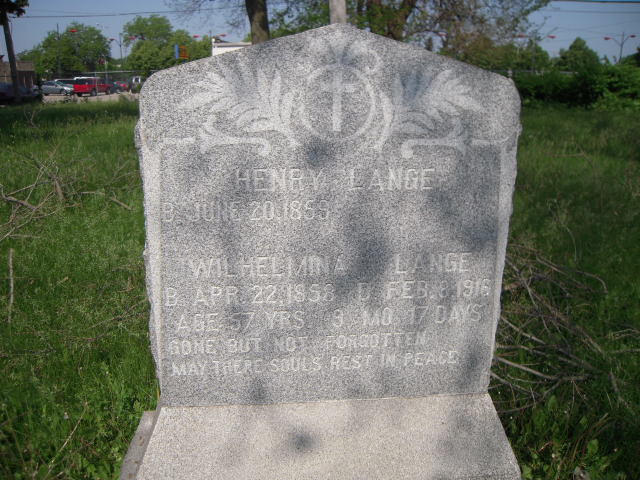 HENRY LANGE
B. JUNE 20.1855
WILHELMINA LANGE
B. APR. 22.1858 D. FEB. 8.1916
AGE 57 YRS 9 MO. 17 DAYS
GONE BUT NOT FORGOTTEN
MAY THERE SOULS REST IN PEACE